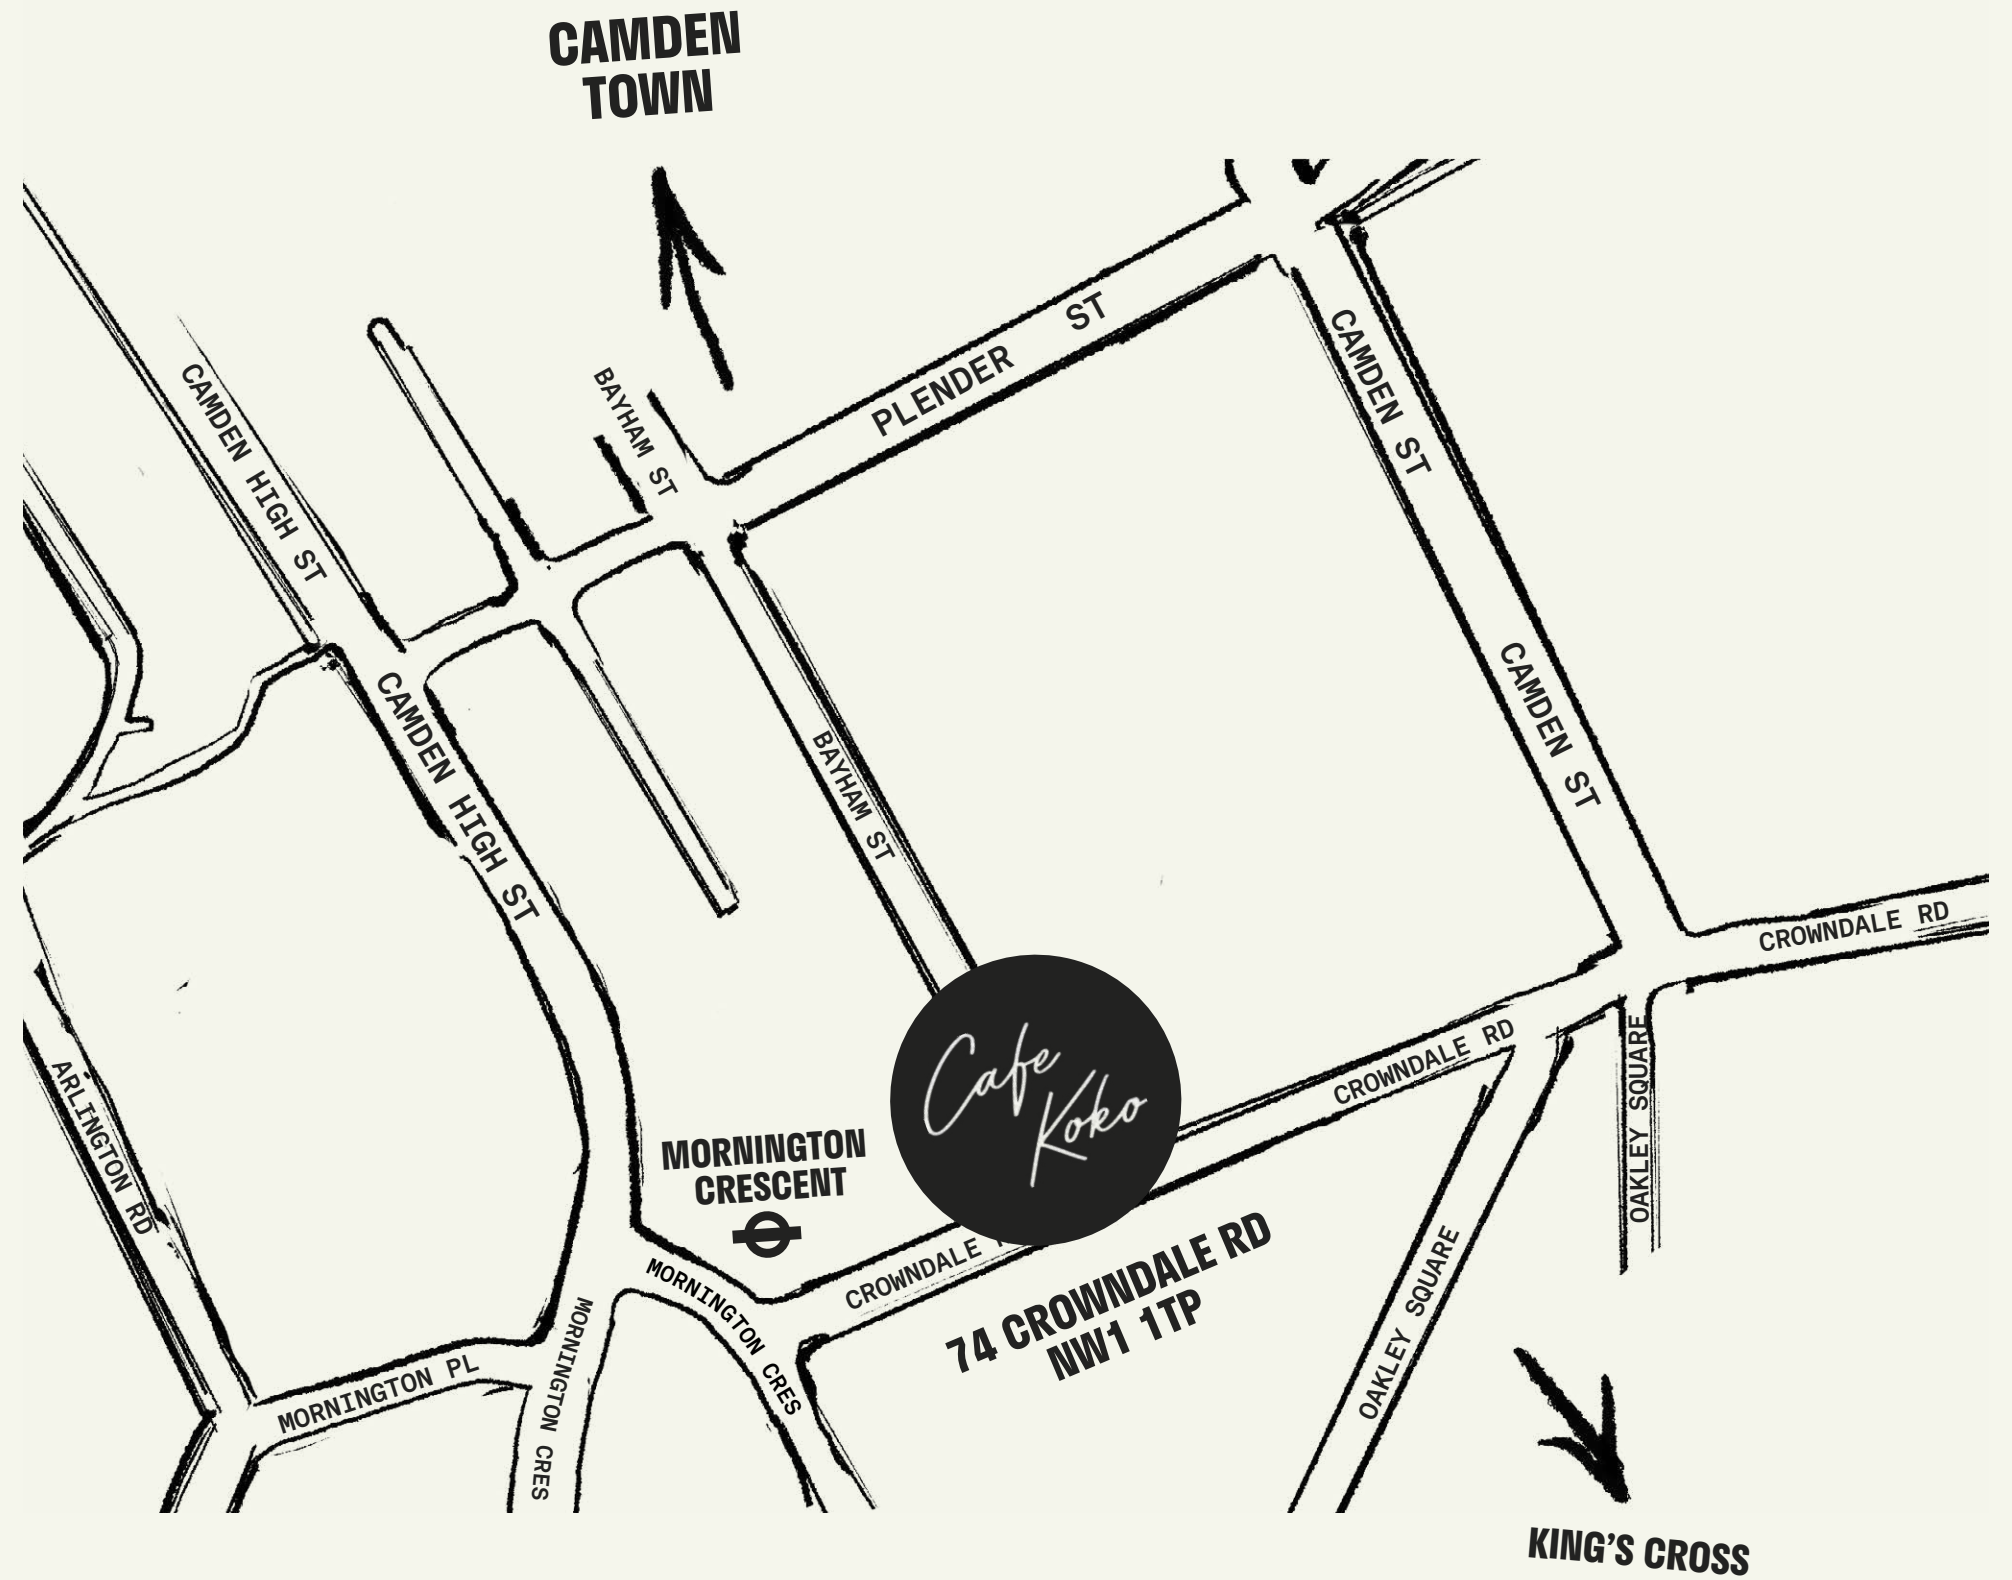 CAMDEN
TOWN
CAMDEN HIGH ST
BAYHAM ST
PLENDER ST
CAMDEN ST
CAMDEN HIGH ST
BAYHAM ST
CAMDEN ST
CROWNDALE RD
CROWNDALE RD
OAKLEY SQUARE
ARLINGTON RD
Cafe
Koko
MORNINGTON
CRESCENT
CROWNDALE
MORNINGTON CRES
74 CROWNDALE RD
NW1 1TP
OAKLEY SQUARE
MORNINGTON PL
MORNINGTON CRES
KING'S CROSS